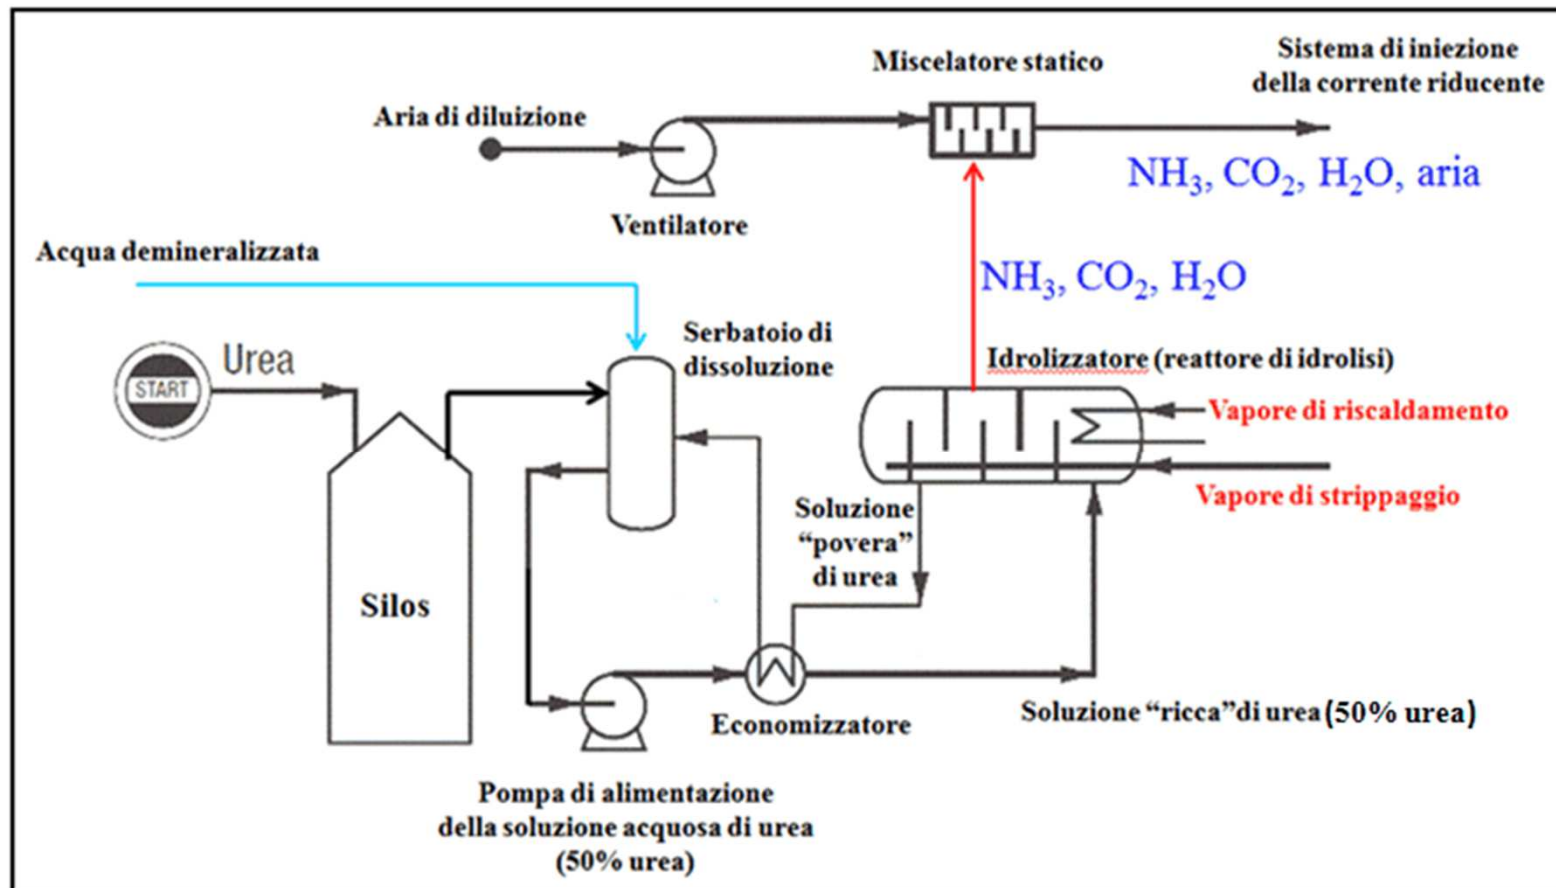 Miscelatore statico
Sistema di iniezione
della corrente riducente
Aria di diluizione
NH₃, CO₂, H₂O, aria
Ventilatore
Acqua demineralizzata
NH₃, CO₂, H₂O
Serbatoio di
dissoluzione
Urea
START
Idrolizzatore (reattore di idrolisi)
Vapore di riscaldamento
Vapore di strippaggio
Soluzione
“povera”
di urea
Silos
Economizzatore
Soluzione “ricca”di urea (50% urea)
Pompa di alimentazione
della soluzione acquosa di urea
(50% urea)